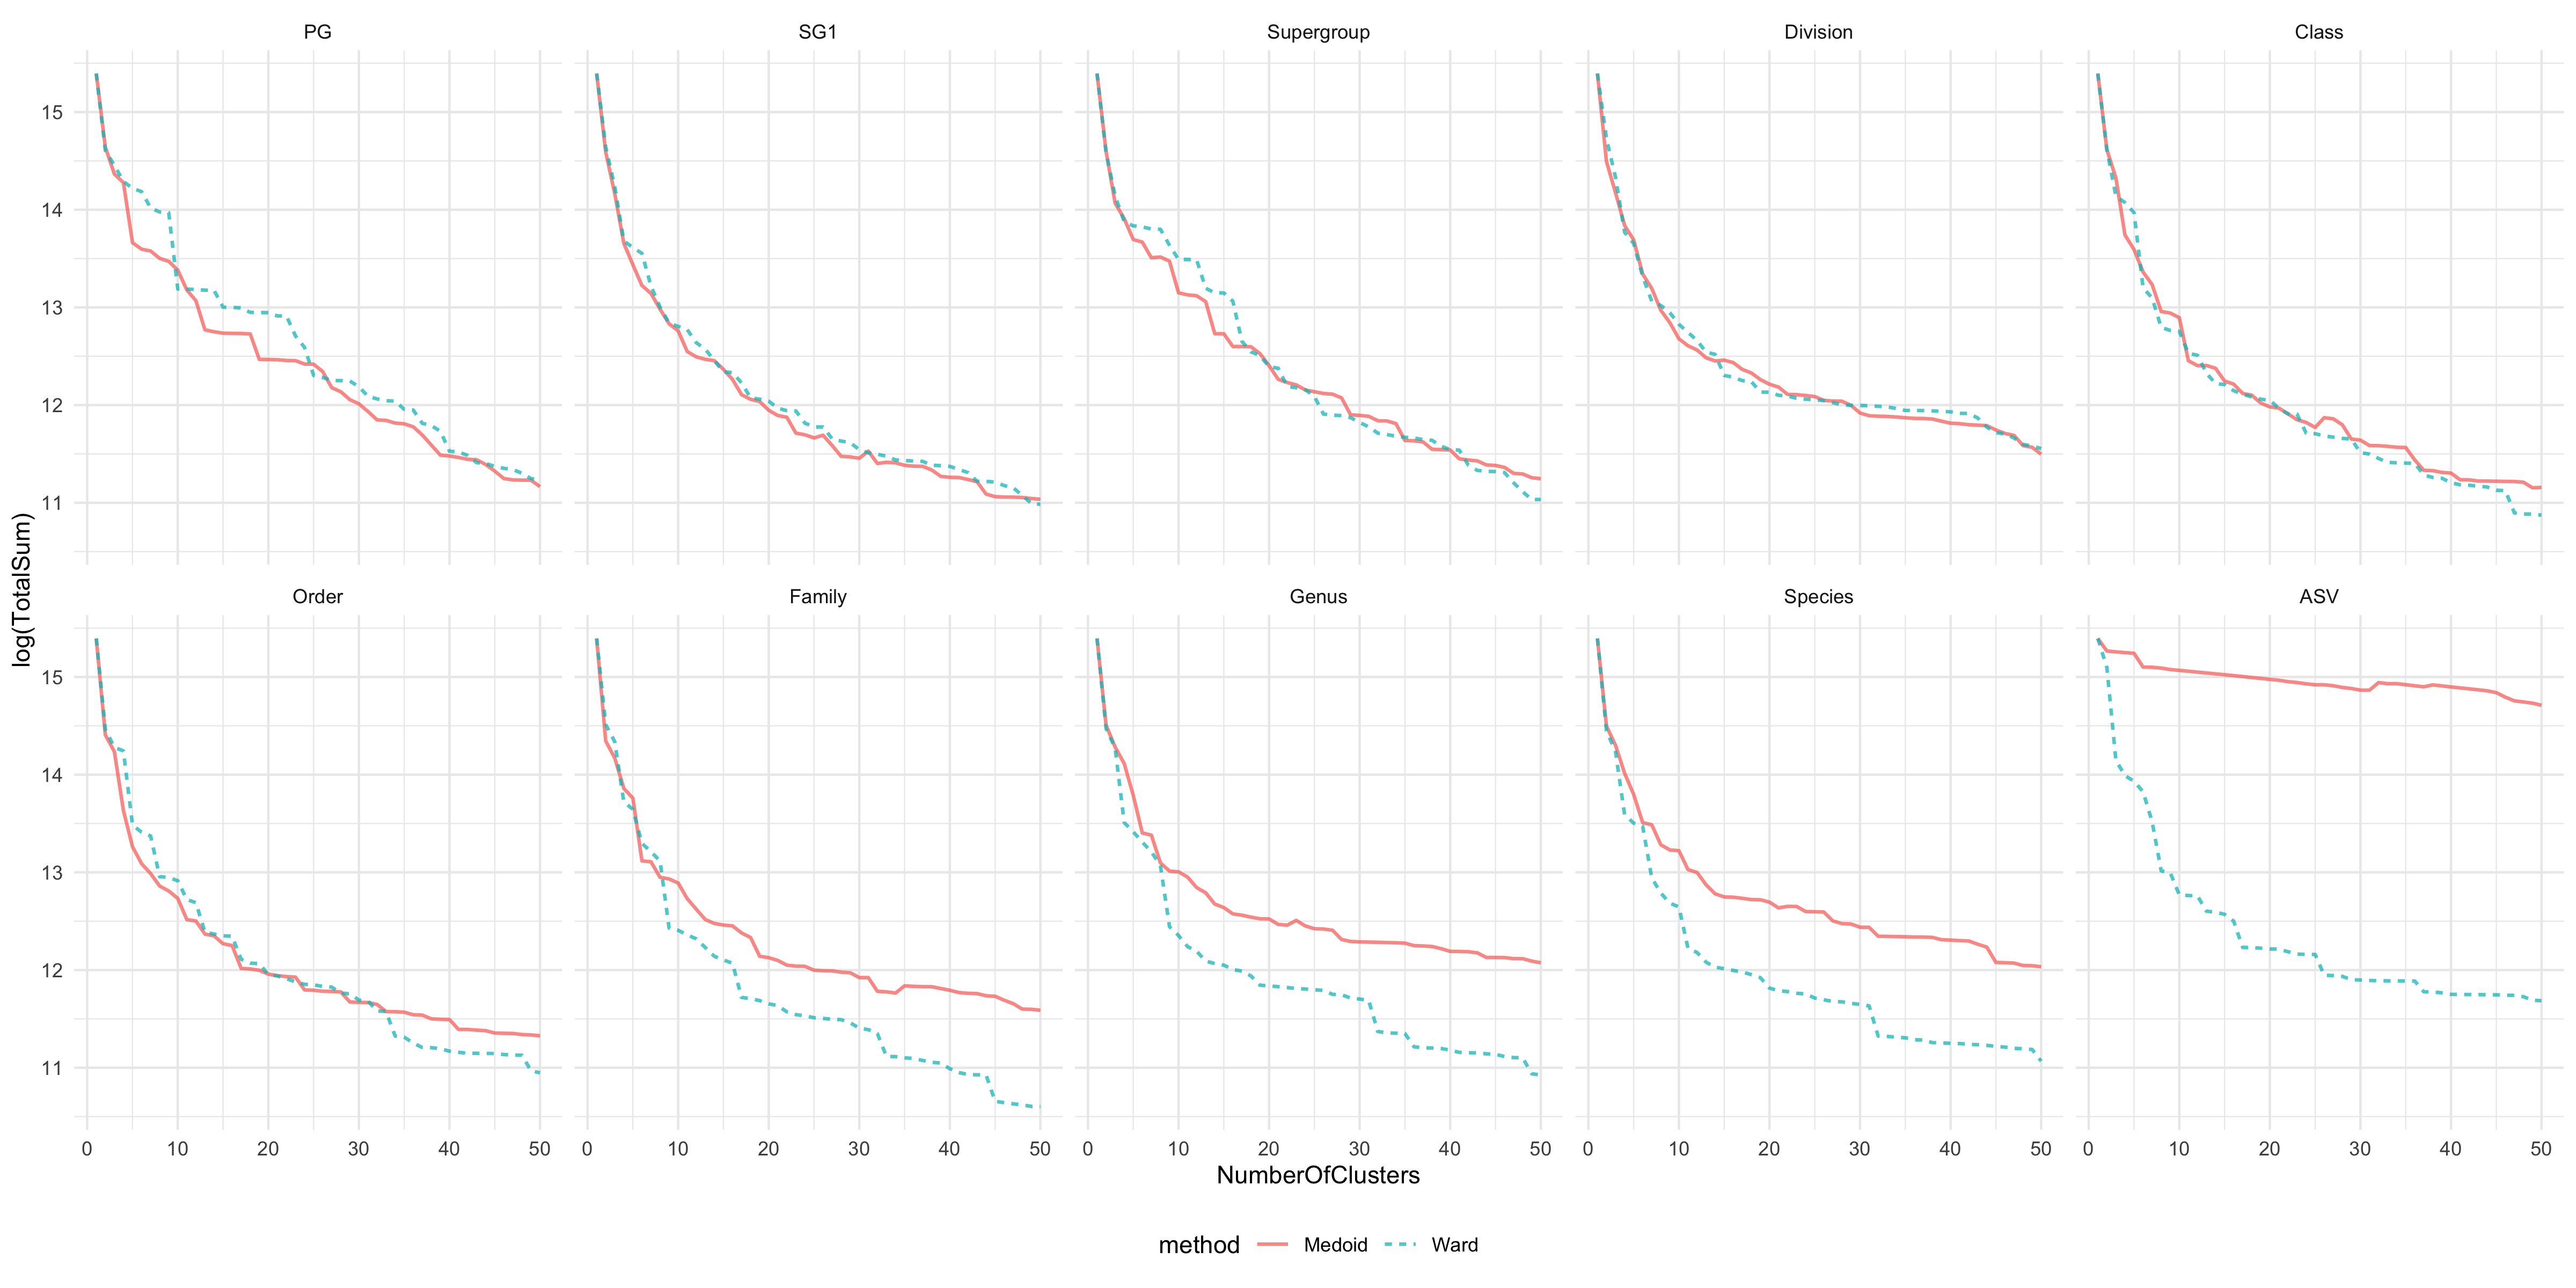 PG SG1 Supergroup Division Class
15
14
13
12
11
Order Family Genus Species ASV
15
14
13
12
11
log(TotalSum)
0 10 20 30 40 50 0 10 20 30 40 50 0 10 20 30 40 50 0 10 20 30 40 50 0 10 20 30 40 50
NumberOfClusters
method Medoid Ward